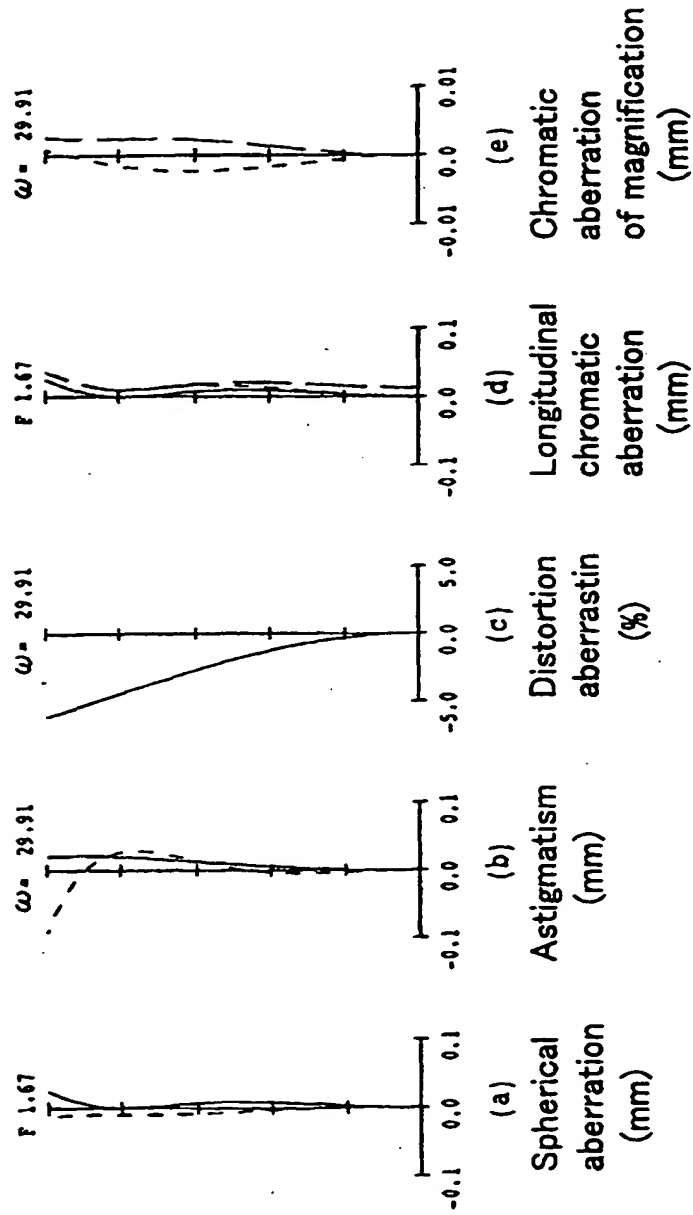 F 1.67
-0.1 0.0 0.1
(a)
Spherical
aberration
(mm)
ω= 29.91
-0.1 0.0 0.1
(b)
Astigmatism
(mm)
ω= 29.91
-5.0 0.0 5.0
(c)
Distortion
aberrastin
(%)
F 1.67
-0.1 0.0 0.1
(d)
Longitudinal
chromatic
aberration
(mm)
ω= 29.91
-0.01 0.0 0.01
(e)
Chromatic
aberration
of magnification
(mm)